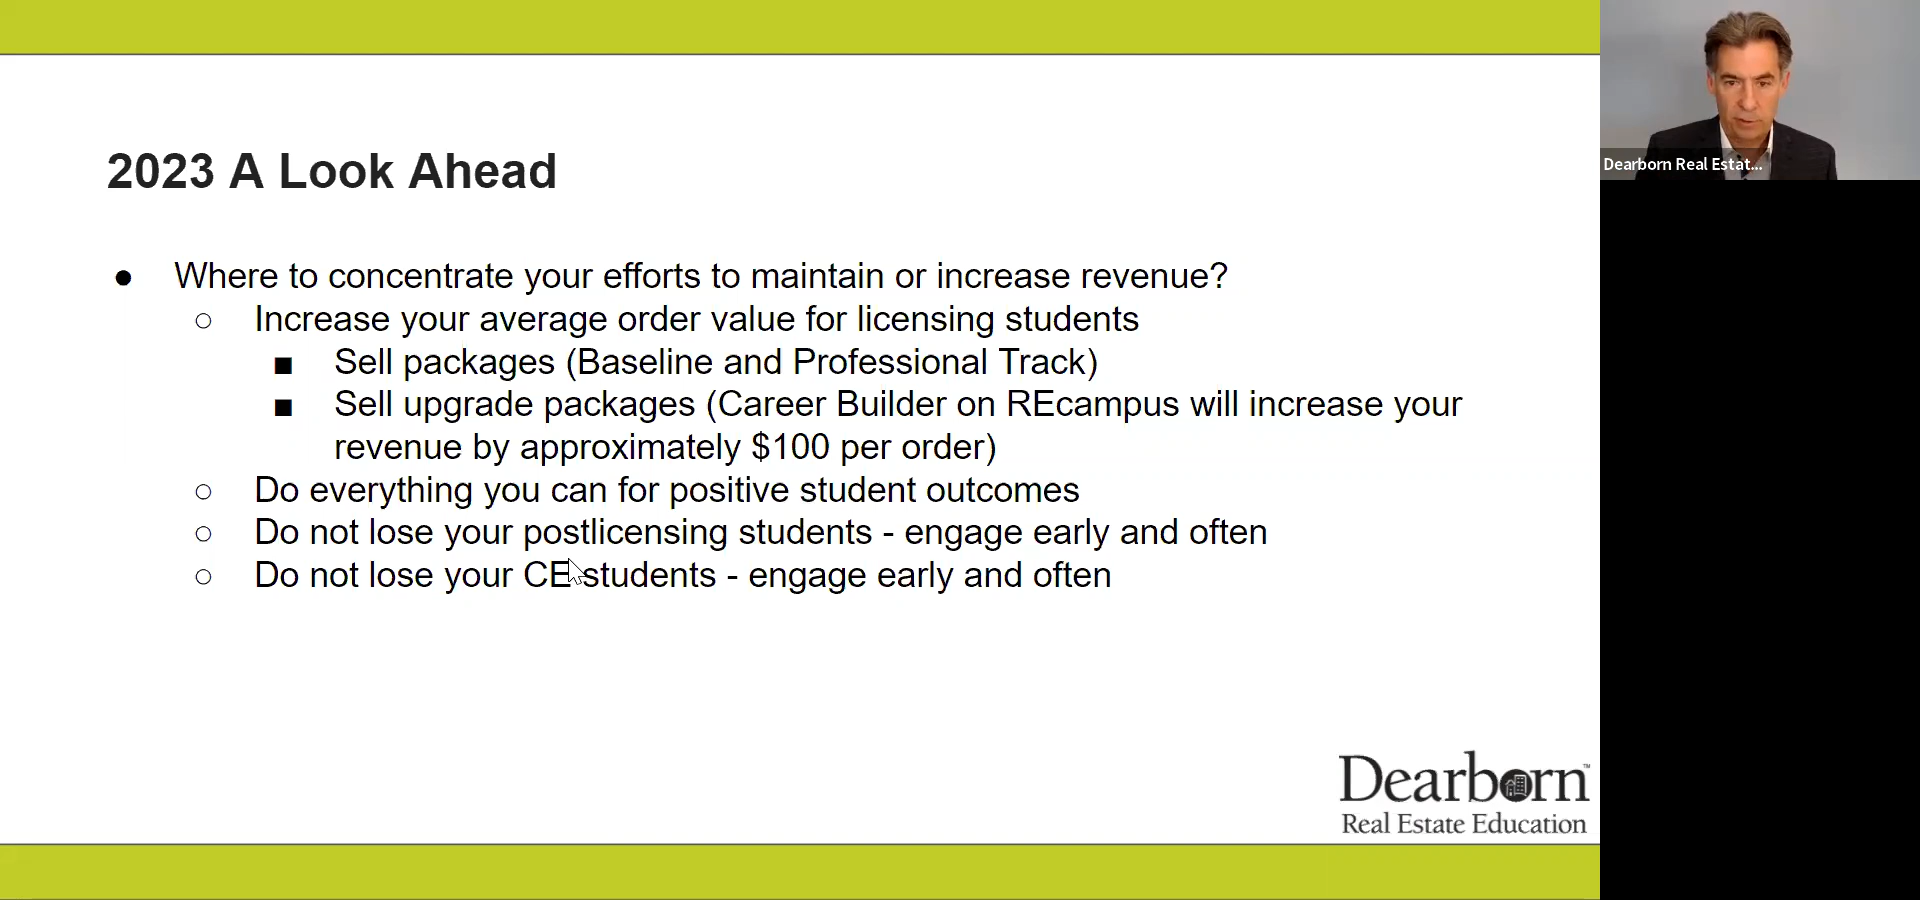 2023 A Look Ahead
● Where to concentrate your efforts to maintain or increase revenue?
○ Increase your average order value for licensing students
■ Sell packages (Baseline and Professional Track)
■ Sell upgrade packages (Career Builder on REcampus will increase your
revenue by approximately $100 per order)
○ Do everything you can for positive student outcomes
○ Do not lose your postlicensing students - engage early and often
○ Do not lose your CE students - engage early and often
Dearborn™
Real Estate Education
Dearborn Real Estat...